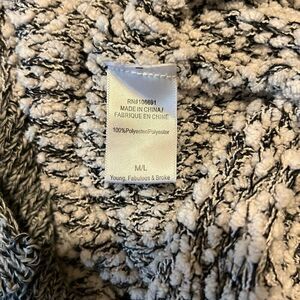 RN#106691
MADE IN CHINA/
FABRIQUE EN CHINE
100%Polyester/Polyester
M/L
Young, Fabulous & Broke